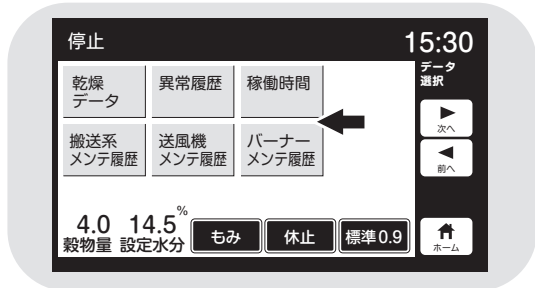 停止
15:30
データ
選択
乾燥
データ
異常履歴
稼働時間
次へ
搬送系
メンテ履歴
送風機
メンテ履歴
バーナー
メンテ履歴
前へ
4.0
穀物量
14.5%
設定水分
もみ
休止
標準0.9
ホーム